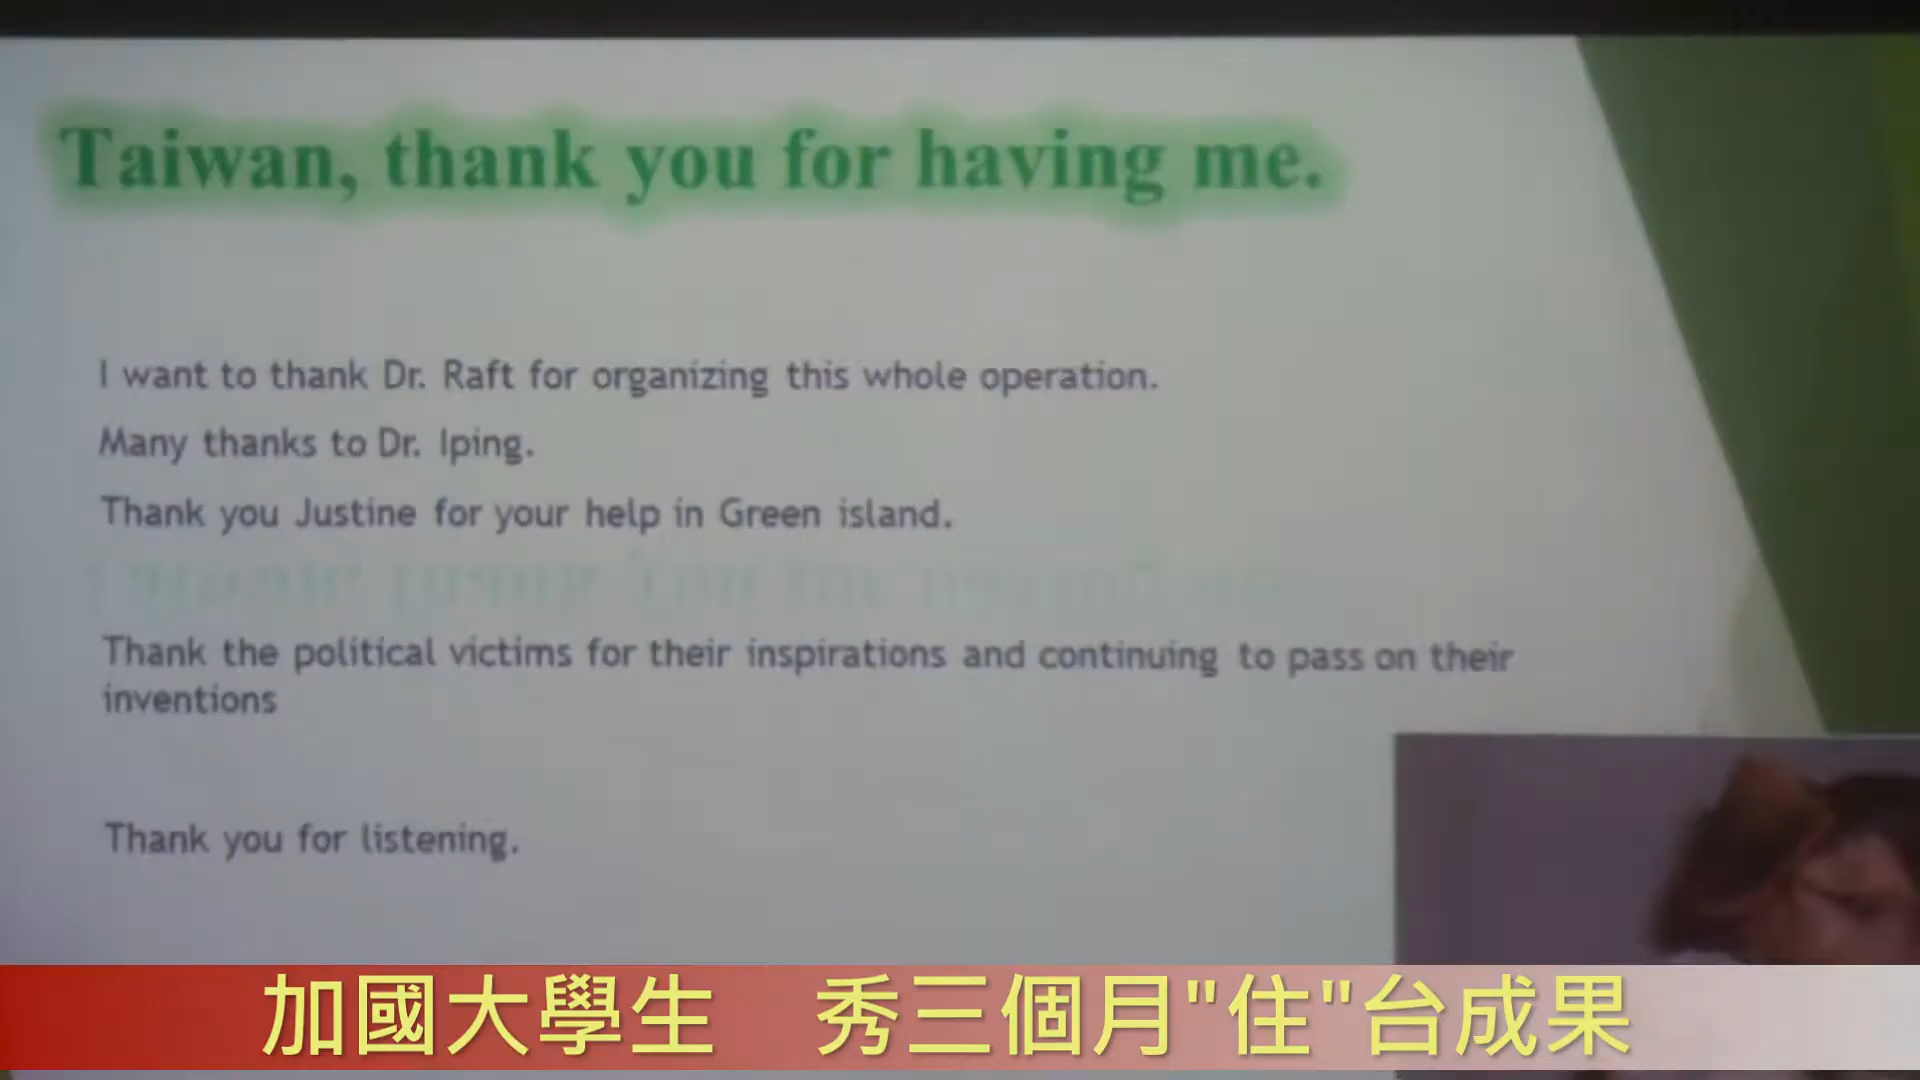 Taiwan, thank you for having me.
I want to thank Dr. Raft for organizing this whole operation.
Many thanks to Dr. Iping.
Thank you Justine for your help in Green island.
Thank the political victims for their inspirations and continuing to pass on their
inventions
Thank you for listening.
加國大學生 秀三個月"住"台成果